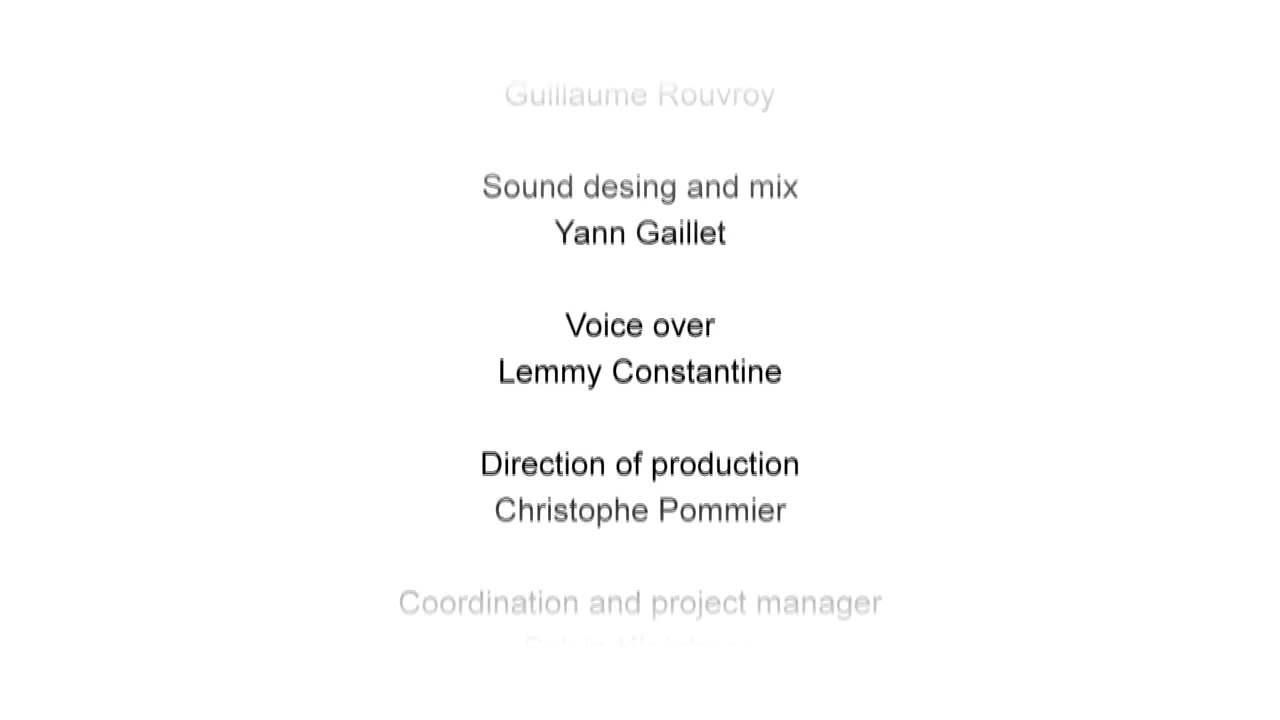 Guillaume Rouvroy
Sound desing and mix
Yann Gaillet
Voice over
Lemmy Constantine
Direction of production
Christophe Pommier
Coordination and project manager